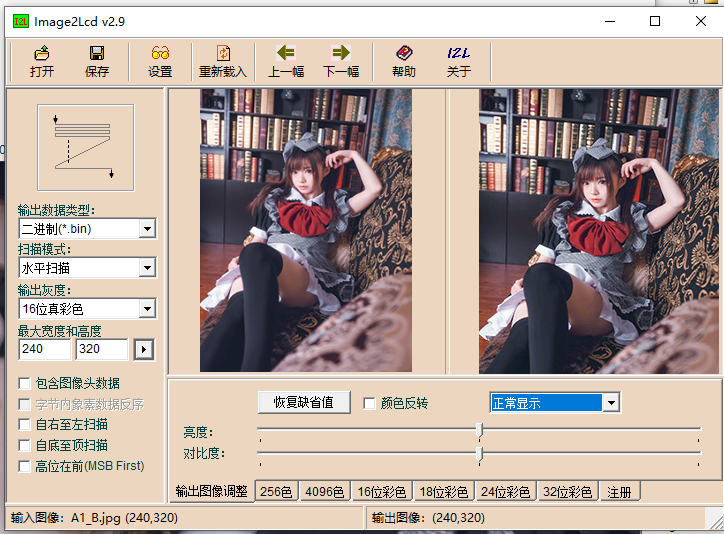 Image2Lcd v2.9
打开 保存 设置 重新载入 上一幅 下一幅 帮助 I2L 关于
输出数据类型:
二进制(*.bin)
扫描模式:
水平扫描
输出灰度:
16位真彩色
最大宽度和高度
240 320
包含图像头数据
字节内象素数据反序
自右至左扫描
自底至顶扫描
高位在前(MSB First)
恢复缺省值 颜色反转 正常显示
亮度:
对比度:
输出图像调整 256色 4096色 16位彩色 18位彩色 24位彩色 32位彩色 注册
输入图像: A1_B.jpg (240,320) 输出图像: (240,320)